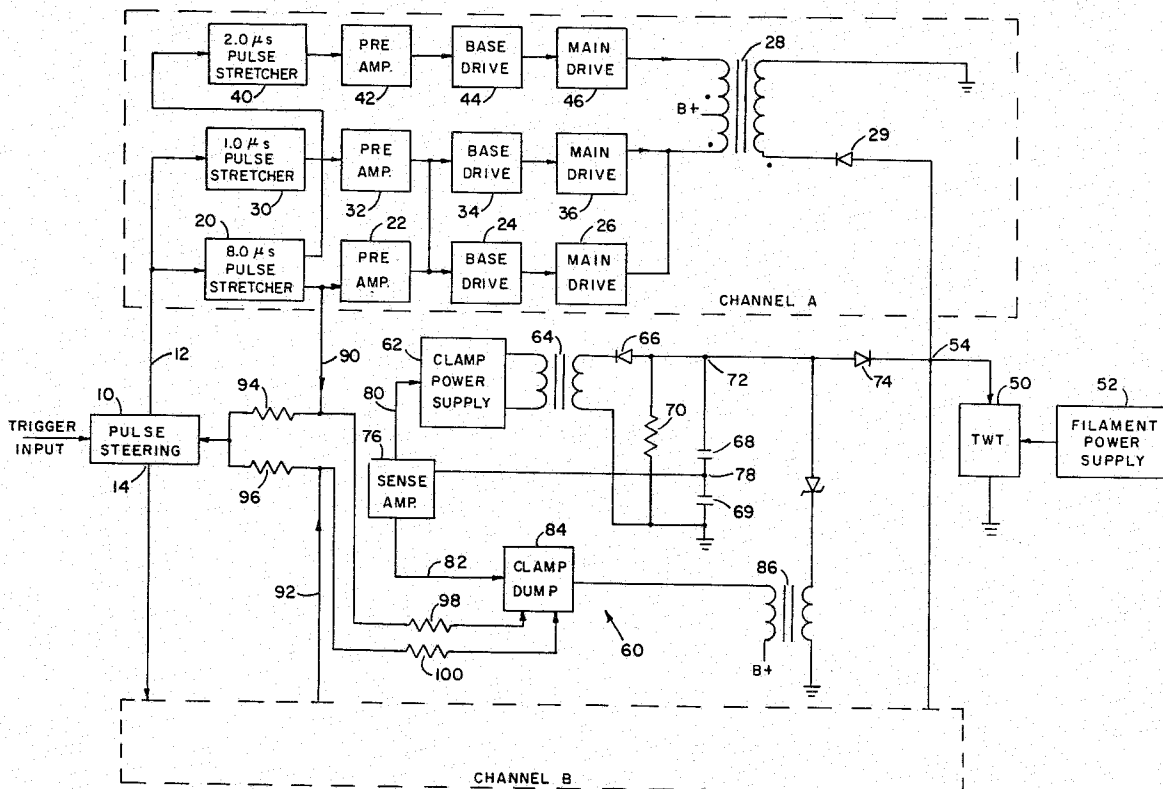 2.0 μs
PULSE
STRETCHER
40
PRE
AMP.
42
BASE
DRIVE
44
MAIN
DRIVE
46
28
B+
29
1.0 μs
PULSE
STRETCHER
30
PRE
AMP.
32
BASE
DRIVE
34
MAIN
DRIVE
36
20
8.0 μs
PULSE
STRETCHER
22
PRE
AMP.
24
BASE
DRIVE
26
MAIN
DRIVE
CHANNEL A
12
90
62
CLAMP
POWER
SUPPLY
64
66
72
74
54
80
70
68
78
69
10
TRIGGER
INPUT
PULSE
STEERING
14
94
96
76
SENSE
AMP.
50
TWT
52
FILAMENT
POWER
SUPPLY
82
84
CLAMP
DUMP
86
B+
92
98
100
60
CHANNEL B